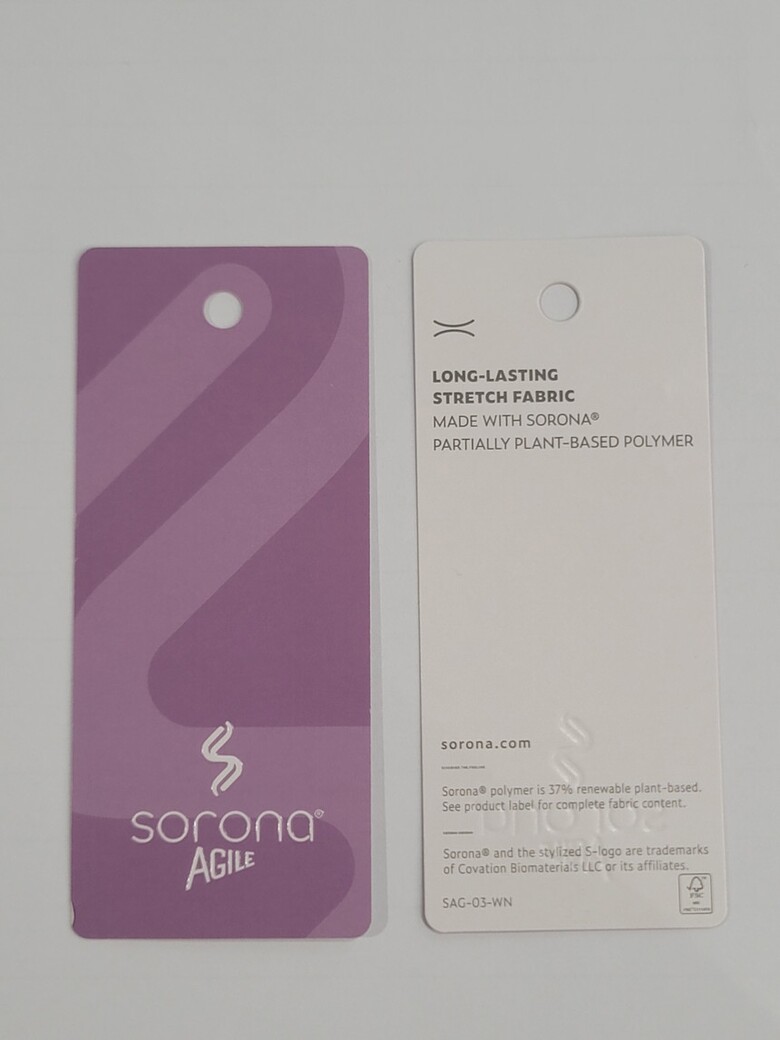 sorona®
AGILE
LONG-LASTING
STRETCH FABRIC
MADE WITH SORONA®
PARTIALLY PLANT-BASED POLYMER
sorona.com
Sorona® polymer is 37% renewable plant-based.
See product label for complete fabric content.
Sorona® and the stylized S-logo are trademarks
of Covation Biomaterials LLC or its affiliates.
SAG-03-WN
FSC